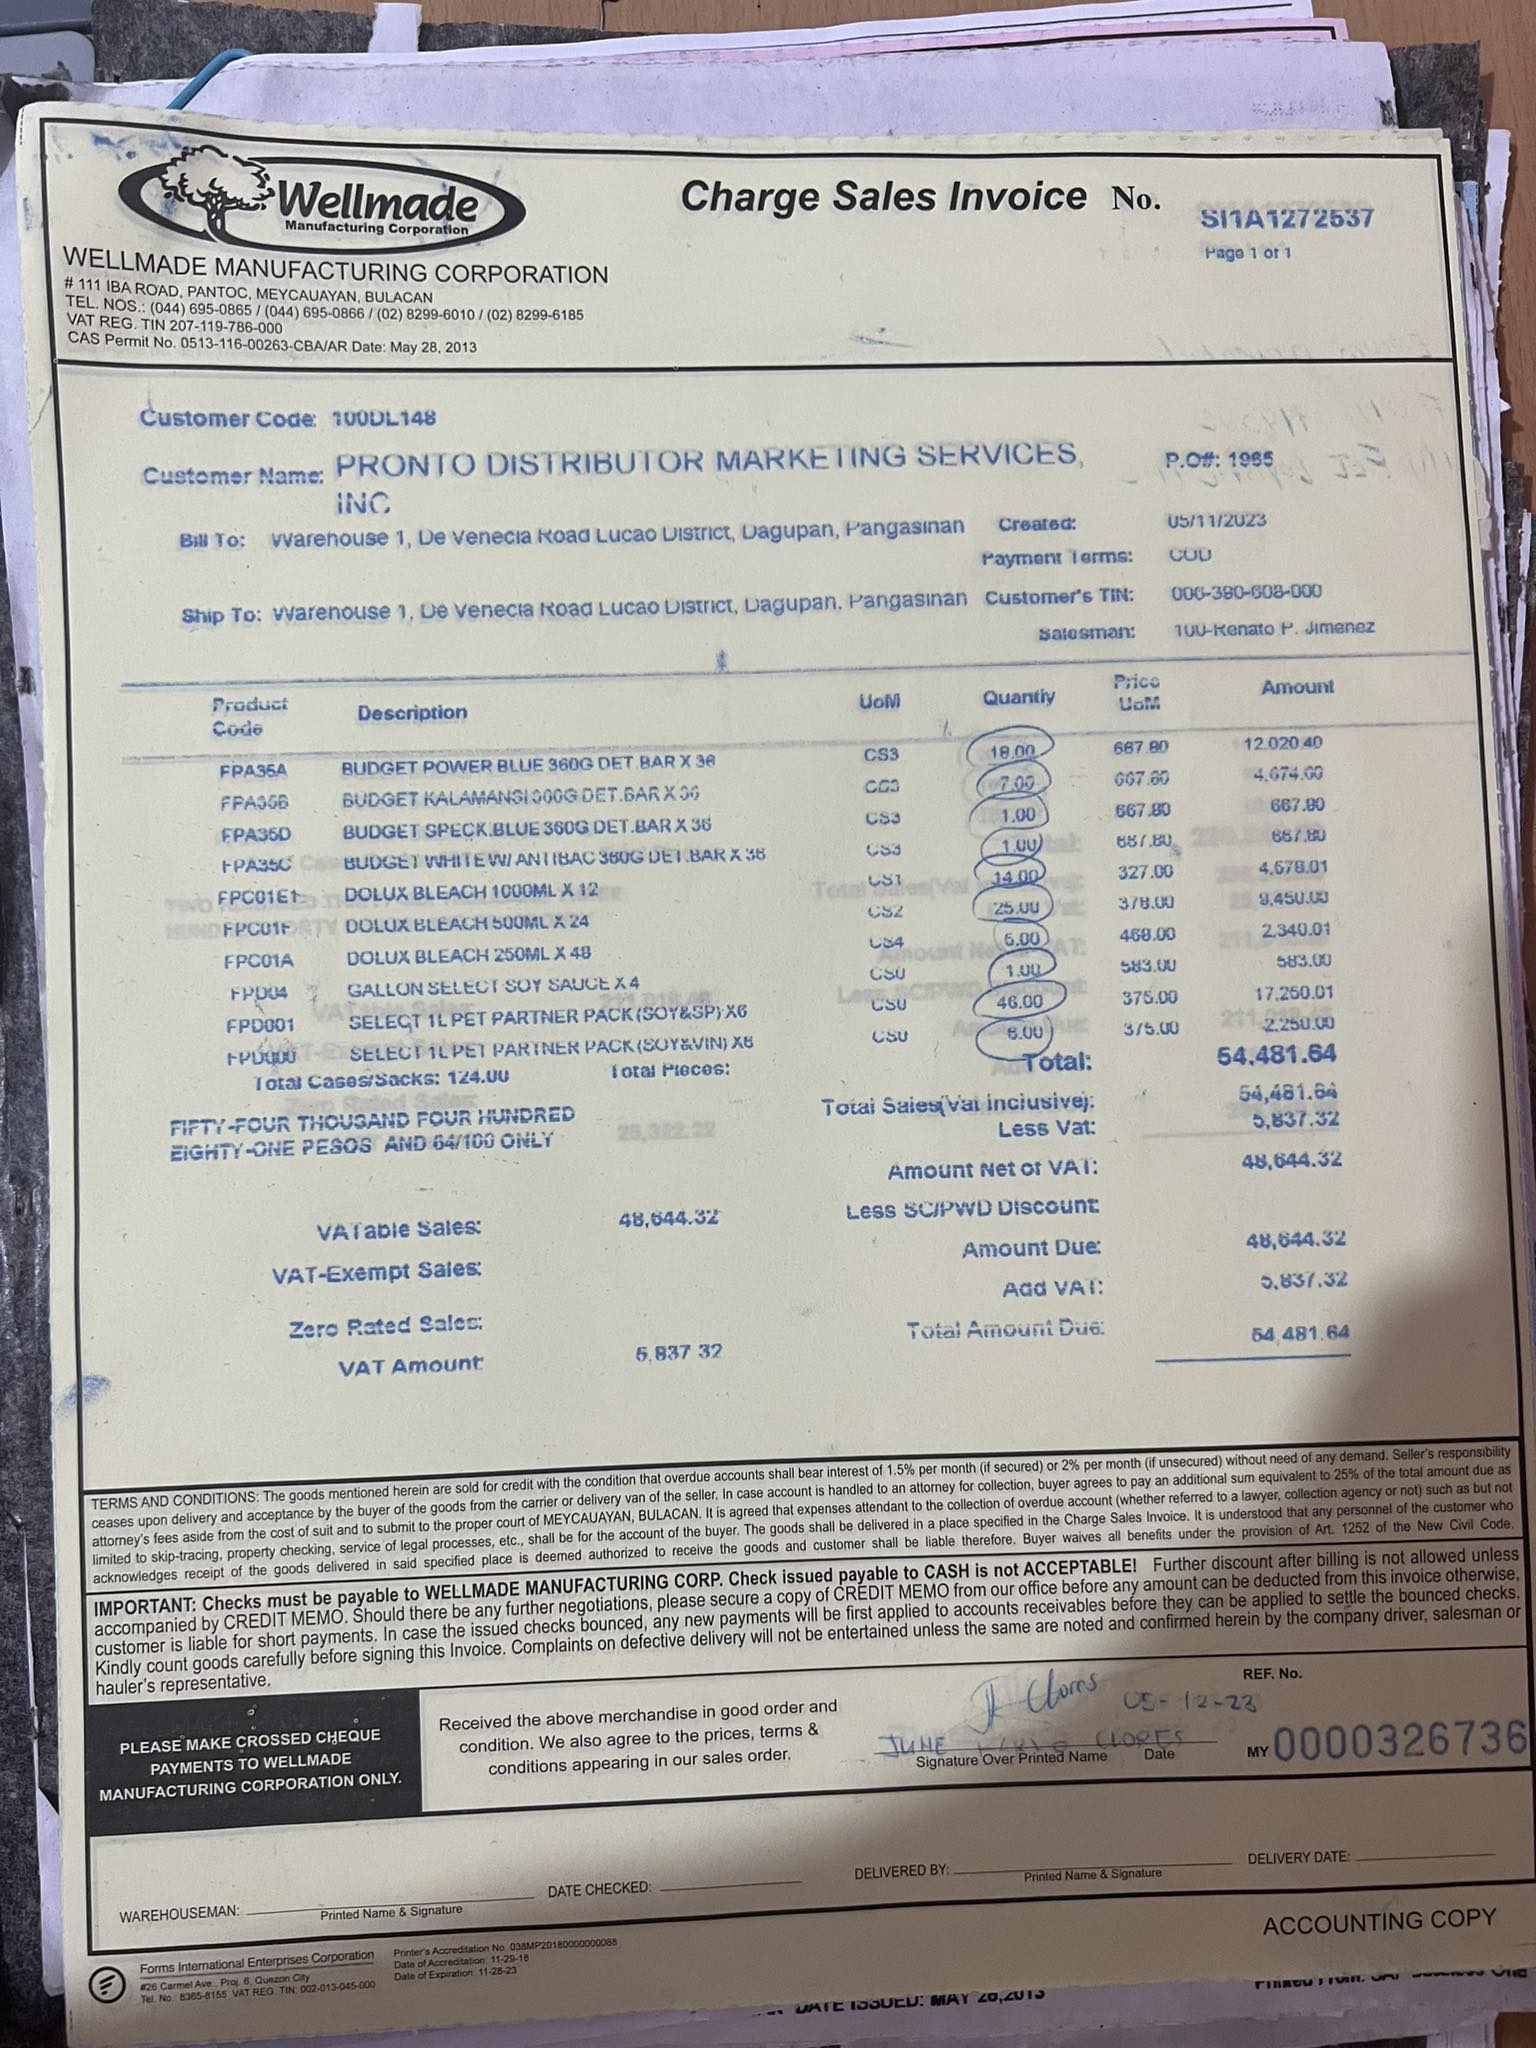 Wellmade
Manufacturing Corporation
Charge Sales Invoice No. SI1A1272537
Page 1 of 1
WELLMADE MANUFACTURING CORPORATION
# 111 IBA ROAD, PANTOC, MEYCAUAYAN, BULACAN
TEL. NOS.: (044) 695-0865 / (044) 695-0866 / (02) 8299-6010 / (02) 8299-6185
VAT REG. TIN 207-119-786-000
CAS Permit No. 0513-116-00263-CBA/AR Date: May 28, 2013
Customer Code: 100DL148
Customer Name: PRONTO DISTRIBUTOR MARKETING SERVICES, INC
P.O#: 1965
Bill To: Warehouse 1, De Venecia Road Lucao District, Dagupan, Pangasinan
Created: 05/11/2023
Payment Terms: COD
Ship To: Warehouse 1, De Venecia Road Lucao District, Dagupan, Pangasinan
Customer's TIN: 006-390-608-000
Salesman: 100-Renato P. Jimenez
Product Code Description UoM Quantiy Price UoM Amount
FPA35A BUDGET POWER BLUE 360G DET.BAR X 36 CS3 18.00 667.80 12,020.40
FPA35B BUDGET KALAMANSI 360G DET.BAR X 36 CS3 7.00 667.80 4,674.60
FPA35D BUDGET SPECK.BLUE 360G DET.BAR X 36 CS3 1.00 667.80 667.80
FPA35C BUDGET WHITE W/ ANTIBAC 360G DET.BAR X 36 CS3 1.00 667.80 667.80
FPC01E1 DOLUX BLEACH 1000ML X 12 CS1 14.00 327.00 4,578.01
FPC01F DOLUX BLEACH 500ML X 24 CS2 25.00 378.00 9,450.00
FPC01A DOLUX BLEACH 250ML X 48 CS4 5.00 468.00 2,340.01
FPD04 GALLON SELECT SOY SAUCE X 4 CS0 1.00 583.00 583.00
FPD001 SELECT 1L PET PARTNER PACK (SOY&SP) X6 CS0 46.00 375.00 17,250.01
SELECT 1L PET PARTNER PACK (SOY&VIN) X6 CS0 6.00 375.00 2,250.00
Total Cases/Sacks: 124.00 Total Pieces: Total: 54,481.64
FIFTY-FOUR THOUSAND FOUR HUNDRED
EIGHTY-ONE PESOS AND 64/100 ONLY
Total Sales(Vat Inclusive): 54,481.64
Less Vat: 5,837.32
Amount Net of VAT: 48,644.32
VATable Sales: 48,644.32
Less SC/PWD Discount:
VAT-Exempt Sales:
Amount Due: 48,644.32
Zero Rated Sales:
Add VAT: 5,837.32
VAT Amount: 5,837 32
Total Amount Due: 54,481.64
TERMS AND CONDITIONS: The goods mentioned herein are sold for credit with the condition that overdue accounts shall bear interest of 1.5% per month (if secured) or 2% per month (if unsecured) without need of any demand. Seller's responsibility
ceases upon delivery and acceptance by the buyer of the goods from the carrier or delivery van of the seller. In case account is handled to an attorney for collection, buyer agrees to pay an additional sum equivalent to 25% of the total amount due as
attorney's fees aside from the cost of suit and to submit to the proper court of MEYCAUAYAN, BULACAN. It is agreed that expenses attendant to the collection of overdue account (whether referred to a lawyer, collection agency or not) such as but not
limited to skip-tracing, property checking, service of legal processes, etc., shall be for the account of the buyer. The goods shall be delivered in a place specified in the Charge Sales Invoice. It is understood that any personnel of the customer who
acknowledges receipt of the goods delivered in said specified place is deemed authorized to receive the goods and customer shall be liable therefore. Buyer waives all benefits under the provision of Art. 1252 of the New Civil Code.
IMPORTANT: Checks must be payable to WELLMADE MANUFACTURING CORP. Check issued payable to CASH is not ACCEPTABLE! Further discount after billing is not allowed unless
accompanied by CREDIT MEMO. Should there be any further negotiations, please secure a copy of CREDIT MEMO from our office before any amount can be deducted from this invoice otherwise,
customer is liable for short payments. In case the issued checks bounced, any new payments will be first applied to accounts receivables before they can be applied to settle the bounced checks.
Kindly count goods carefully before signing this Invoice. Complaints on defective delivery will not be entertained unless the same are noted and confirmed herein by the company driver, salesman or
hauler's representative.
PLEASE MAKE CROSSED CHEQUE
PAYMENTS TO WELLMADE
MANUFACTURING CORPORATION ONLY.
Received the above merchandise in good order and
condition. We also agree to the prices, terms &
conditions appearing in our sales order.
Clores 05-12-23
JUNE CLORES
Signature Over Printed Name Date
REF. No.
MY 0000326736
WAREHOUSEMAN: DATE CHECKED: DELIVERED BY: DELIVERY DATE:
Printed Name & Signature Printed Name & Signature
ACCOUNTING COPY
Forms International Enterprises Corporation
#26 Carmel Ave., Proj. 6, Quezon City
Tel. No.: 8365-8155 VAT REG. TIN: 002-013-045-000
Printer's Accreditation No. 038MP20180000000088
Date of Accreditation: 11-29-18
Date of Expiration: 11-28-23
DATE ISSUED: MAY 28,2013